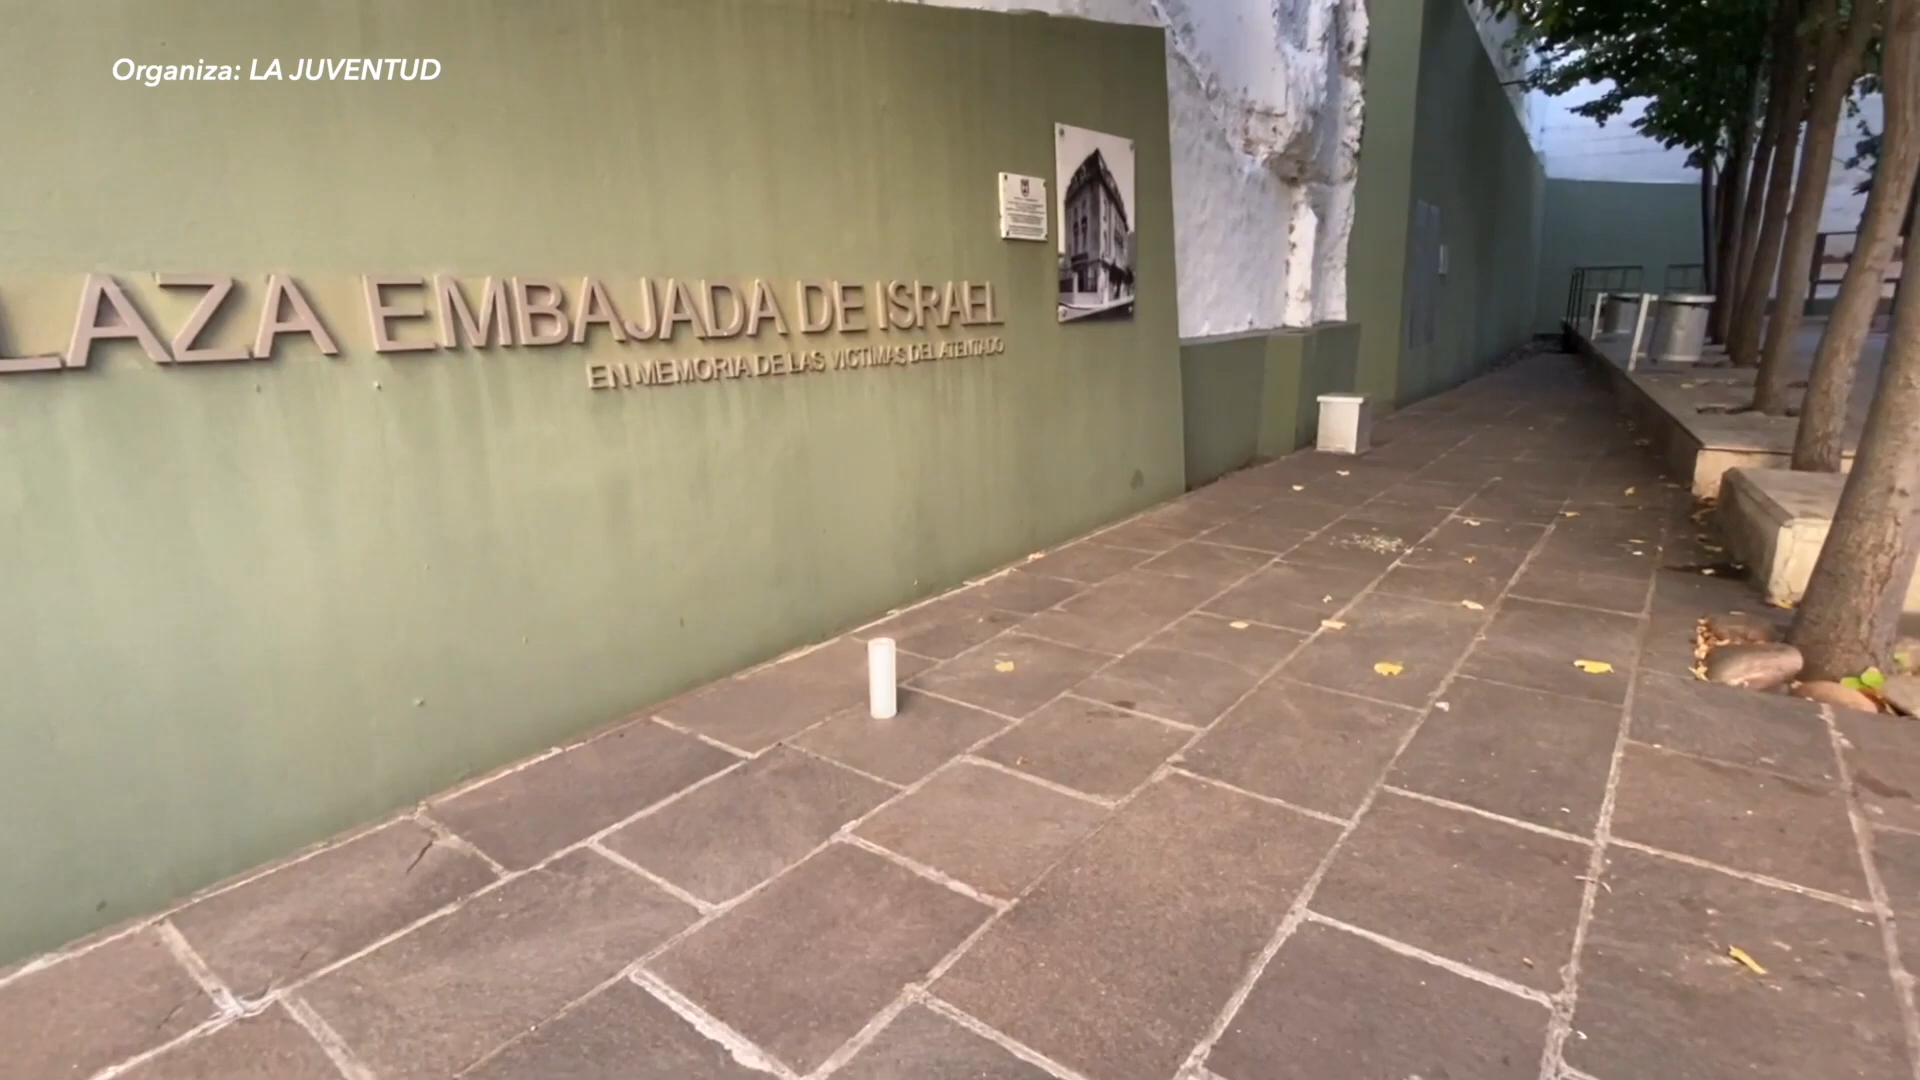 Organiza: LA JUVENTUD
LAZA EMBAJADA DE ISRAEL
EN MEMORIA DE LAS VICTIMAS DEL ATENTADO